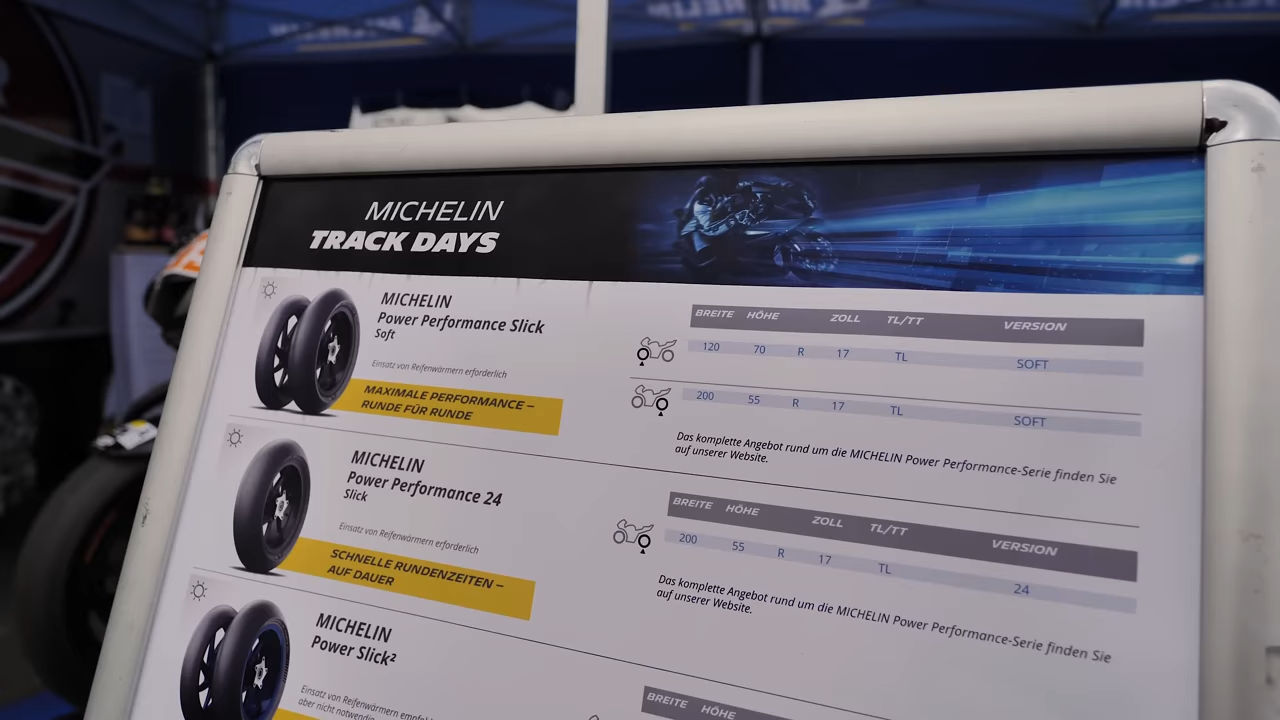 MICHELIN
TRACK DAYS
MICHELIN
Power Performance Slick
Soft
Einsatz von Reifenwärmern erforderlich
MAXIMALE PERFORMANCE –
RUNDE FÜR RUNDE
BREITE HÖHE ZOLL TL/TT VERSION
120 70 R 17 TL SOFT
200 55 R 17 TL SOFT
Das komplette Angebot rund um die MICHELIN Power Performance-Serie finden Sie
auf unserer Website.
MICHELIN
Power Performance 24
Slick
Einsatz von Reifenwärmern erforderlich
SCHNELLE RUNDENZEITEN –
AUF DAUER
BREITE HÖHE ZOLL TL/TT VERSION
200 55 R 17 TL 24
Das komplette Angebot rund um die MICHELIN Power Performance-Serie finden Sie
auf unserer Website.
MICHELIN
Power Slick²
Einsatz von Reifenwärmern
aber nicht notwendig
BREITE HÖHE